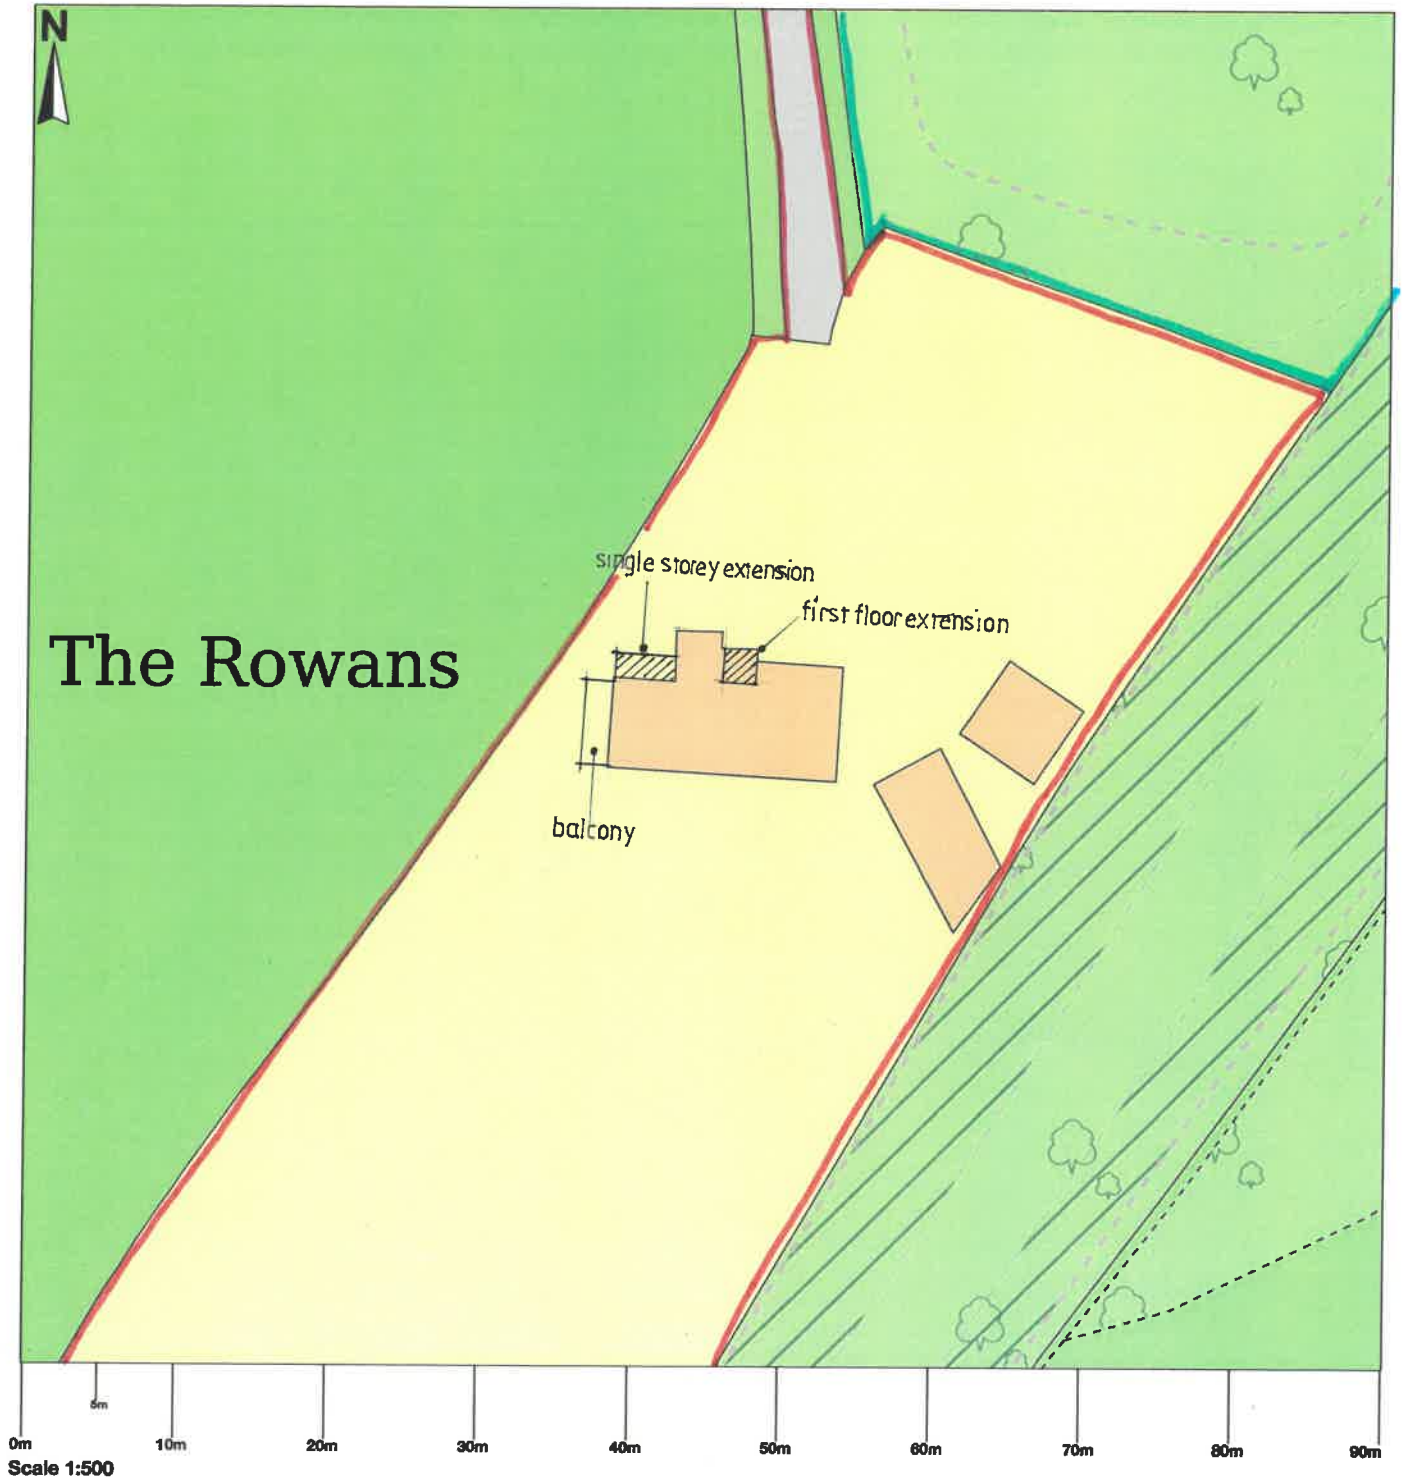 N
single storey extension
first floor extension
The Rowans
balcony
5m
0m 10m 20m 30m 40m 50m 60m 70m 80m 90m
Scale 1:500